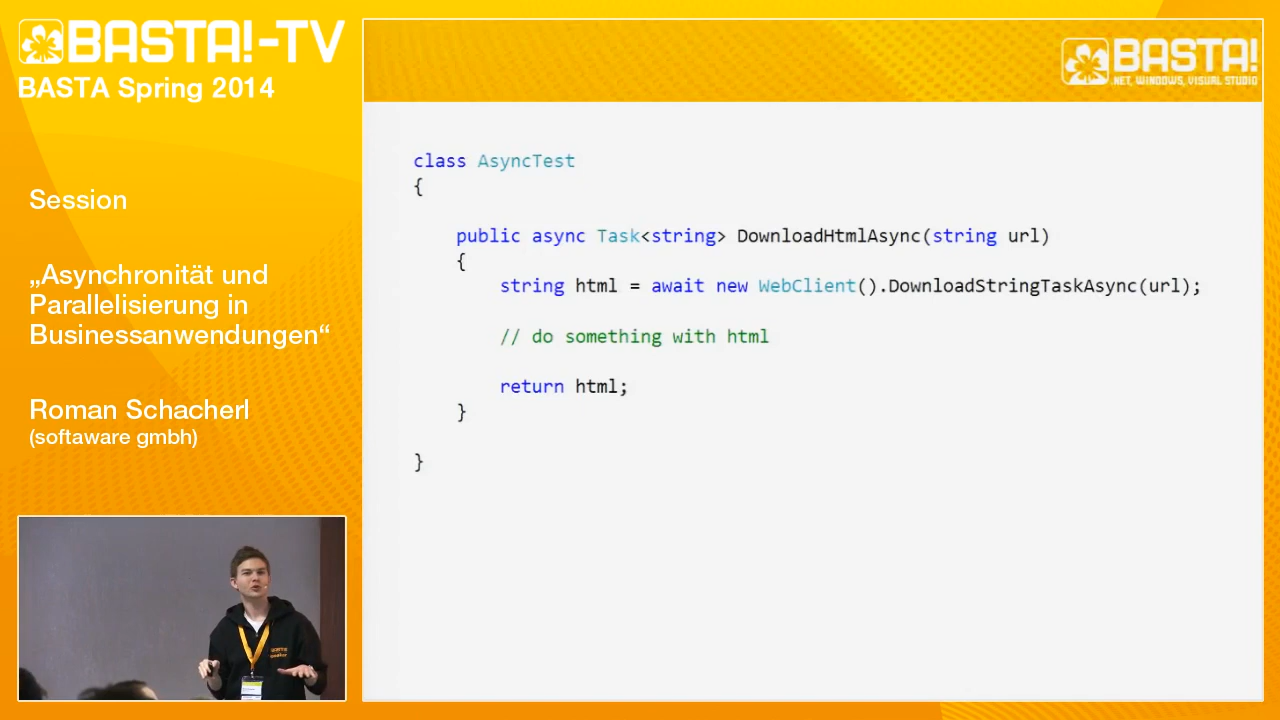 BASTA!-TV
BASTA Spring 2014
Session
„Asynchronität und
Parallelisierung in
Businessanwendungen“
Roman Schacherl
(softaware gmbh)
BASTA!
.NET, WINDOWS, VISUAL STUDIO
class AsyncTest
{
public async Task<string> DownloadHtmlAsync(string url)
{
string html = await new WebClient().DownloadStringTaskAsync(url);
// do something with html
return html;
}
}